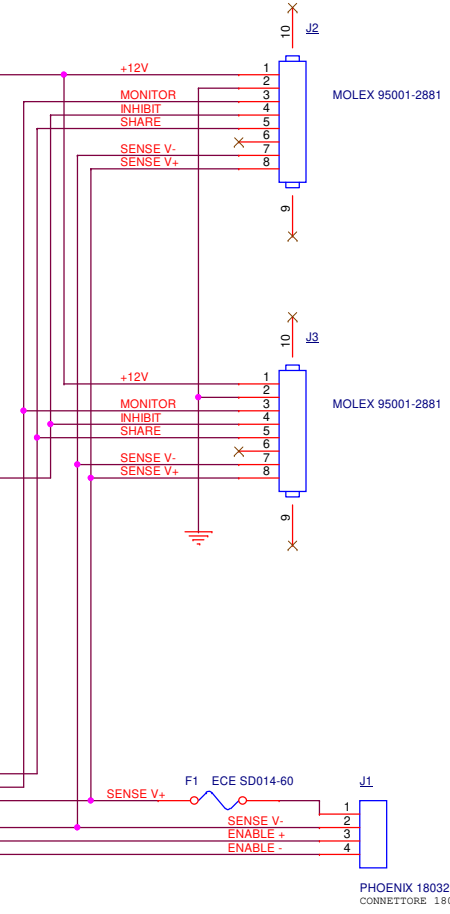 10
J2
+12V
1
2
MONITOR
3
MOLEX 95001-2881
INHIBIT
4
SHARE
5
6
SENSE V-
7
SENSE V+
8
9
10
J3
+12V
1
2
MONITOR
3
MOLEX 95001-2881
INHIBIT
4
SHARE
5
6
SENSE V-
7
SENSE V+
8
9
F1 ECE SD014-60
J1
SENSE V+
1
SENSE V-
2
ENABLE +
3
ENABLE -
4
PHOENIX 18032
CONNETTORE 180